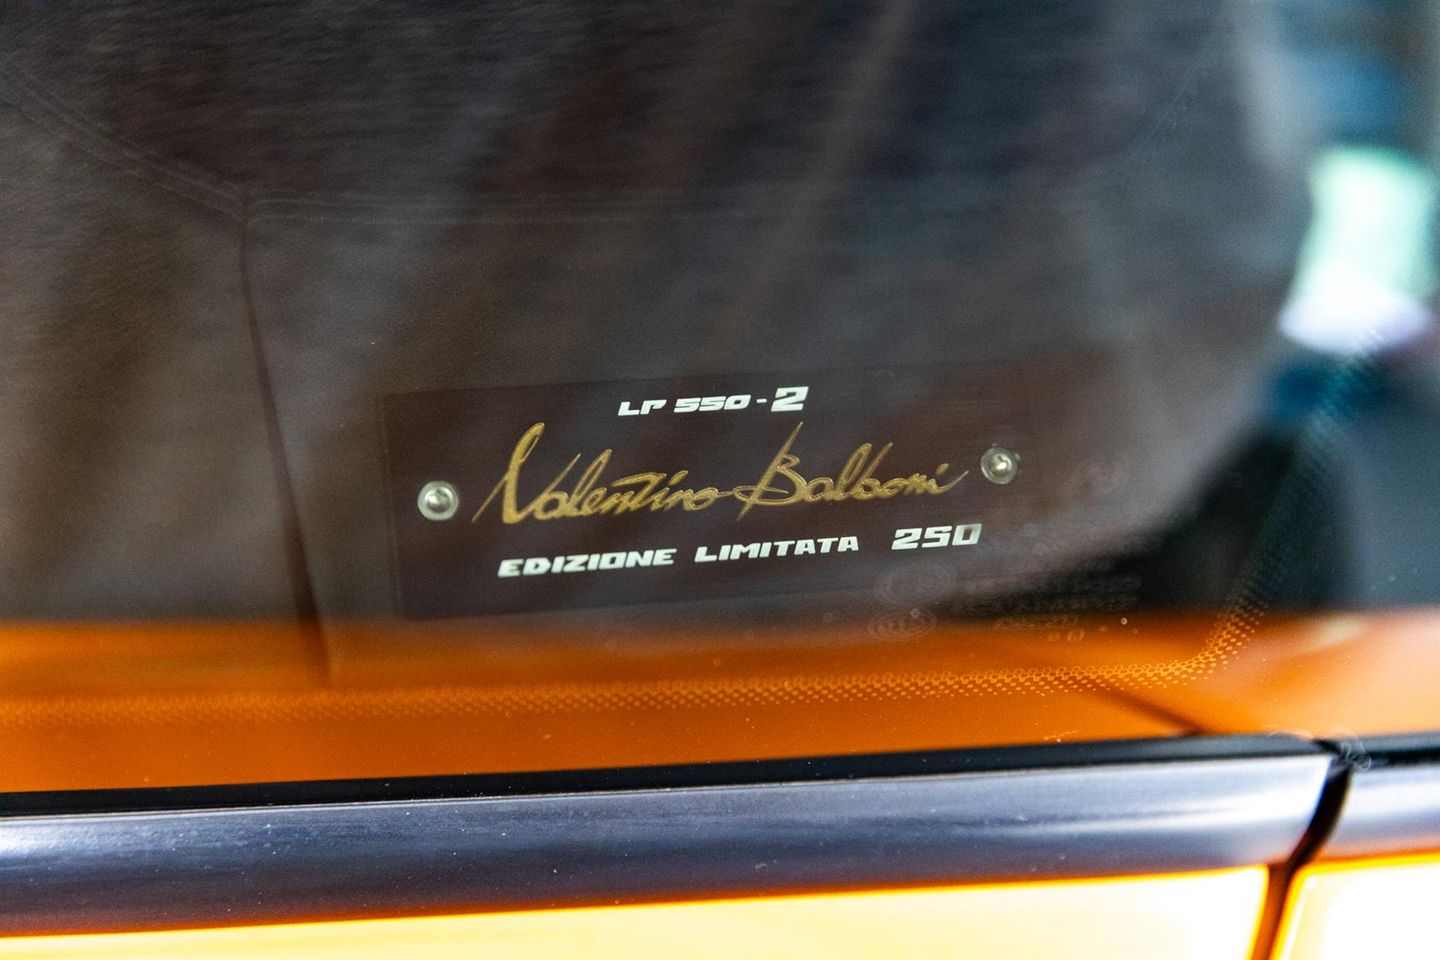 LP 550-2
Valentino Balboni
EDIZIONE LIMITATA 250